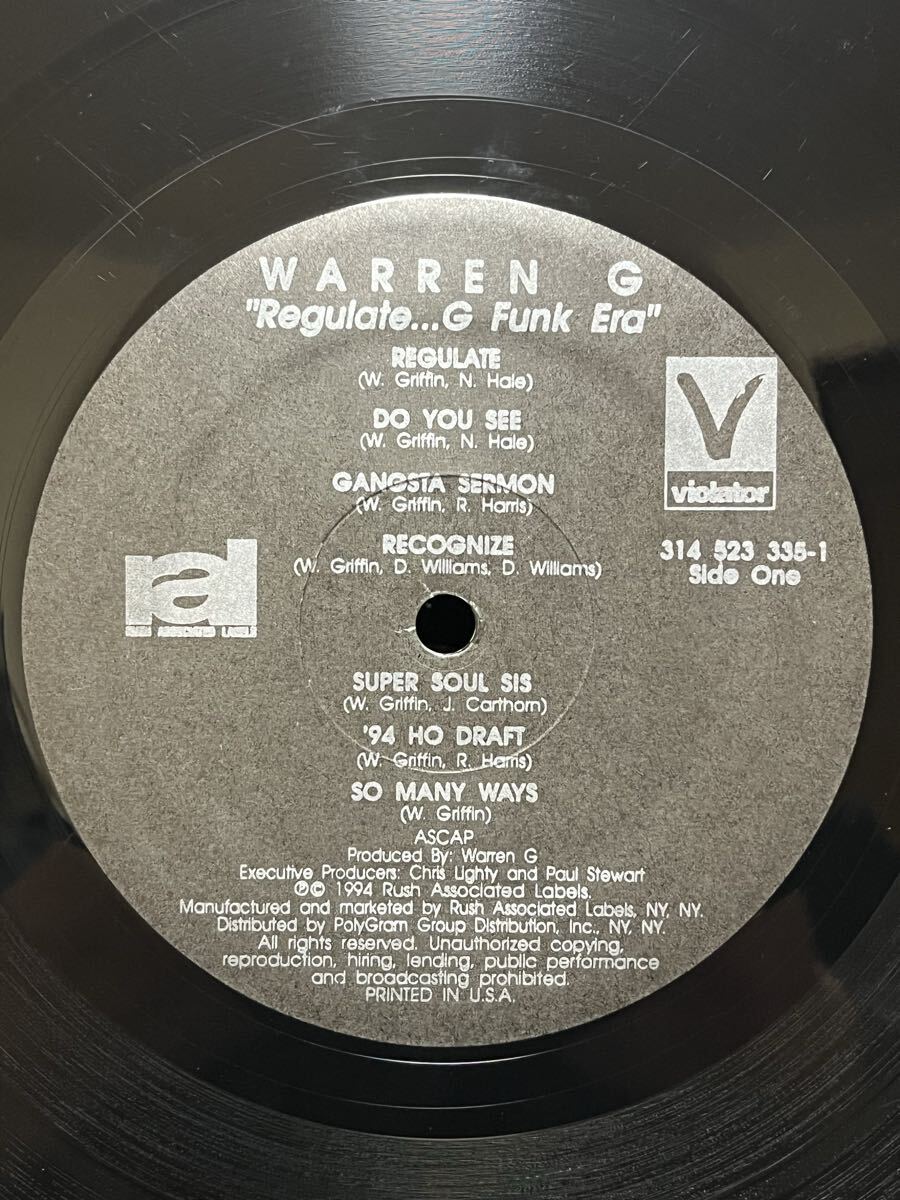 WARREN G
"Regulate...G Funk Era"
REGULATE
(W. Griffin, N. Hale)
DO YOU SEE
(W. Griffin, N. Hale)
GANGSTA SERMON
(W. Griffin, R. Harris)
RECOGNIZE
(W. Griffin, D. Williams, D. Williams)
V
violator
314 523 335-1
Side One
ral
RUSH ASSOCIATED LABELS
SUPER SOUL SIS
(W. Griffin, J. Carthorn)
'94 HO DRAFT
(W. Griffin, R. Harris)
SO MANY WAYS
(W. Griffin)
ASCAP
Produced By: Warren G
Executive Producers: Chris Lighty and Paul Stewart
℗© 1994 Rush Associated Labels.
Manufactured and marketed by Rush Associated Labels, NY, NY.
Distributed by PolyGram Group Distribution, Inc., NY, NY.
All rights reserved. Unauthorized copying,
reproduction, hiring, lending, public performance
and broadcasting prohibited.
PRINTED IN U.S.A.